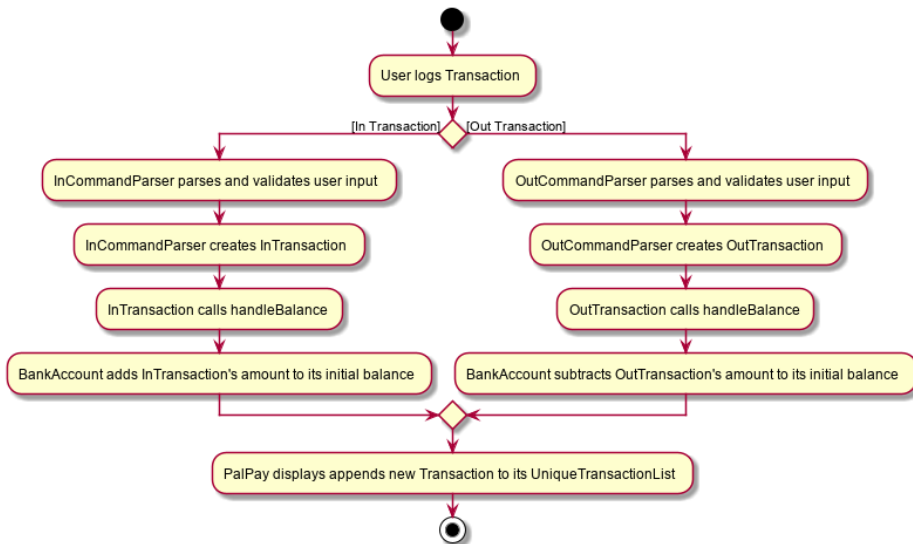 User logs Transaction
[In Transaction]
[Out Transaction]
InCommandParser parses and validates user input
OutCommandParser parses and validates user input
InCommandParser creates InTransaction
OutCommandParser creates OutTransaction
InTransaction calls handleBalance
OutTransaction calls handleBalance
BankAccount adds InTransaction's amount to its initial balance
BankAccount subtracts OutTransaction's amount to its initial balance
PalPay displays appends new Transaction to its UniqueTransactionList